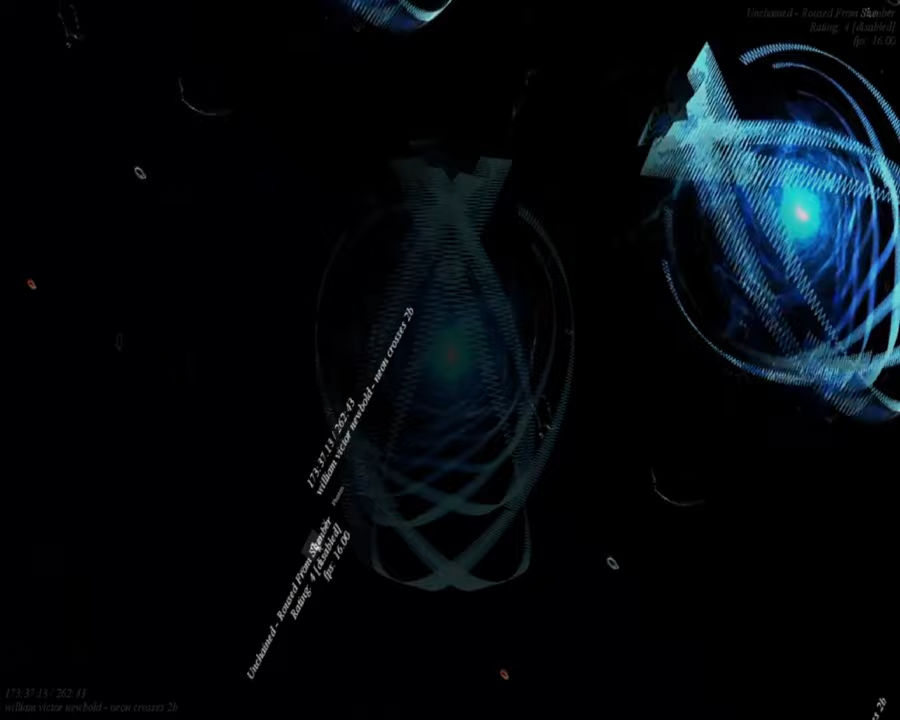 Unchained - Roused From Slumber
Rating: 4 [disabled]
fps: 16.00
173:37.13 / 262:43
william victor newbold - neon crosses 2b
Unchained - Roused From Slumber
Rating: 4 [disabled]
fps: 16.00
173:37.13 / 262:43
william victor newbold - neon crosses 2b
2b